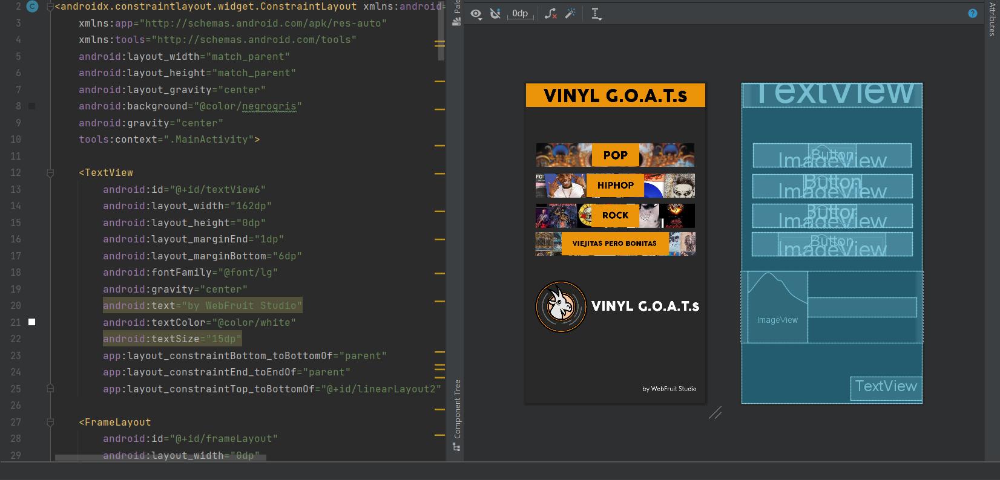 2 <androidx.constraintlayout.widget.ConstraintLayout xmlns:android=
3 xmlns:app="http://schemas.android.com/apk/res-auto"
4 xmlns:tools="http://schemas.android.com/tools"
5 android:layout_width="match_parent"
6 android:layout_height="match_parent"
7 android:layout_gravity="center"
8 android:background="@color/negrogris"
9 android:gravity="center"
10 tools:context=".MainActivity">
11
12 <TextView
13 android:id="@+id/textView6"
14 android:layout_width="162dp"
15 android:layout_height="0dp"
16 android:layout_marginEnd="1dp"
17 android:layout_marginBottom="6dp"
18 android:fontFamily="@font/lg"
19 android:gravity="center"
20 android:text="by WebFruit Studio"
21 android:textColor="@color/white"
22 android:textSize="15dp"
23 app:layout_constraintBottom_toBottomOf="parent"
24 app:layout_constraintEnd_toEndOf="parent"
25 app:layout_constraintTop_toBottomOf="@+id/linearLayout2"
26
27 <FrameLayout
28 android:id="@+id/frameLayout"
29 android:layout_width="0dp"
C
Pale
Component Tree
0dp
?
Attributes
VINYL G.O.A.T.s
POP
HIPHOP
ROCK
VIEJITAS PERO BONITAS
VINYL G.O.A.T.s
by WebFruit Studio
TextView
Button
ImageView
Button
ImageView
Button
ImageView
Button
ImageView
ImageView
TextView